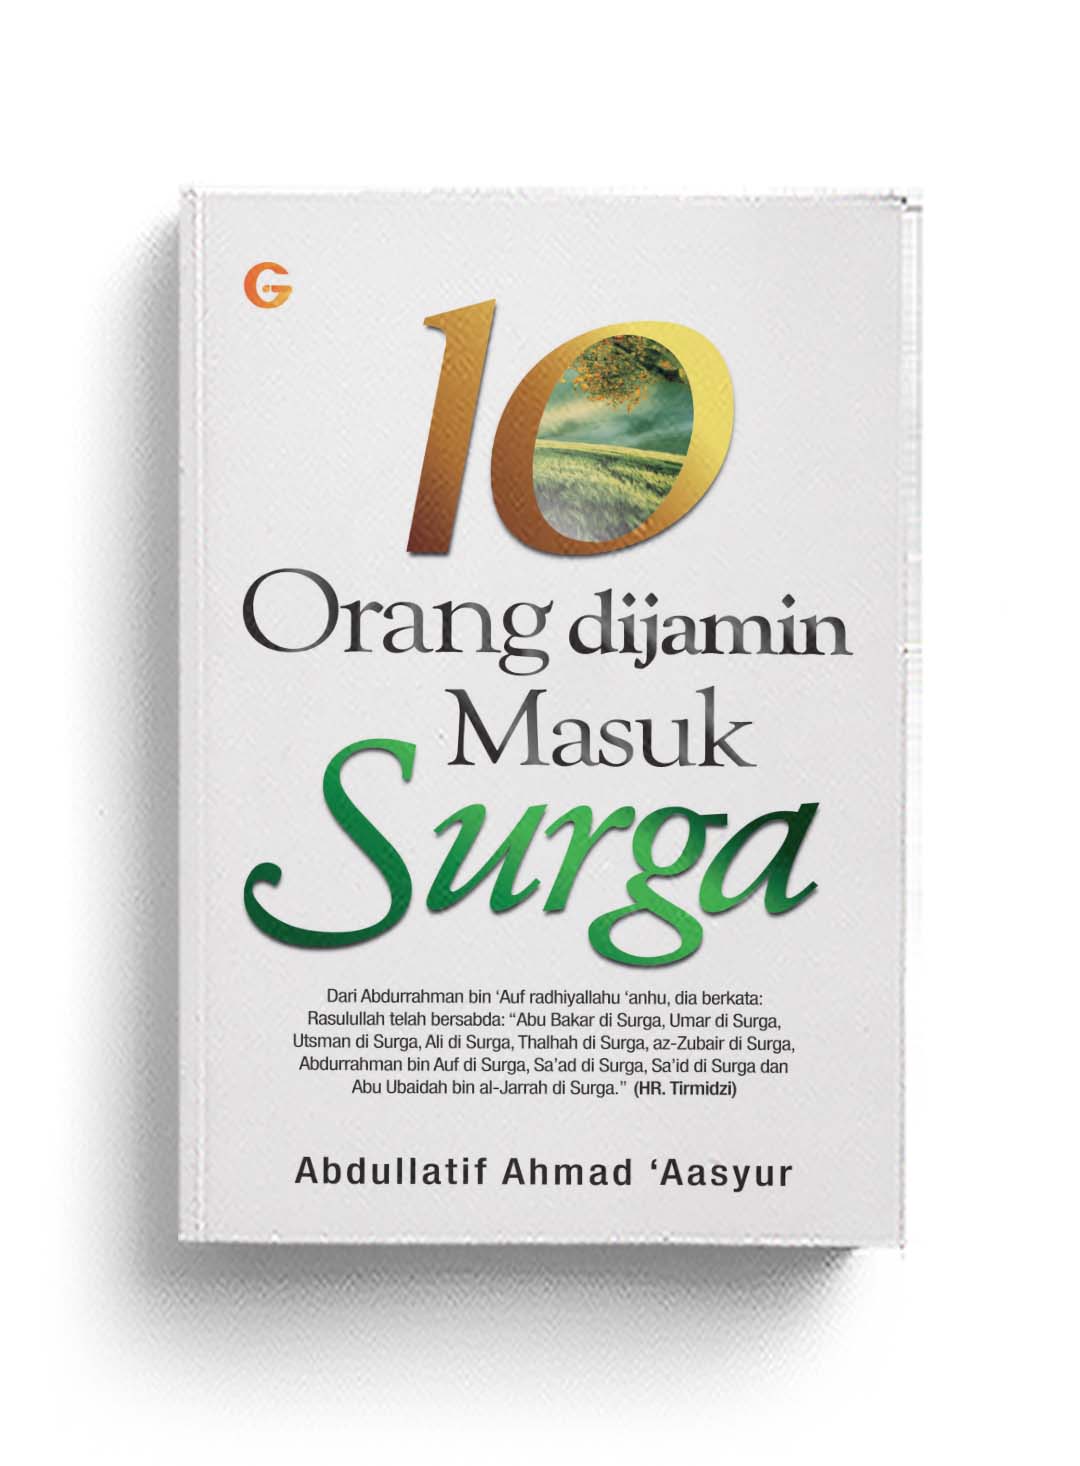 G
10
Orang dijamin
Masuk
Surga
Dari Abdurrahman bin ‘Auf radhiyallahu ‘anhu, dia berkata:
Rasulullah telah bersabda: “Abu Bakar di Surga, Umar di Surga,
Utsman di Surga, Ali di Surga, Thalhah di Surga, az-Zubair di Surga,
Abdurrahman bin Auf di Surga, Sa’ad di Surga, Sa’id di Surga dan
Abu Ubaidah bin al-Jarrah di Surga.” (HR. Tirmidzi)
Abdullatif Ahmad ‘Aasyur